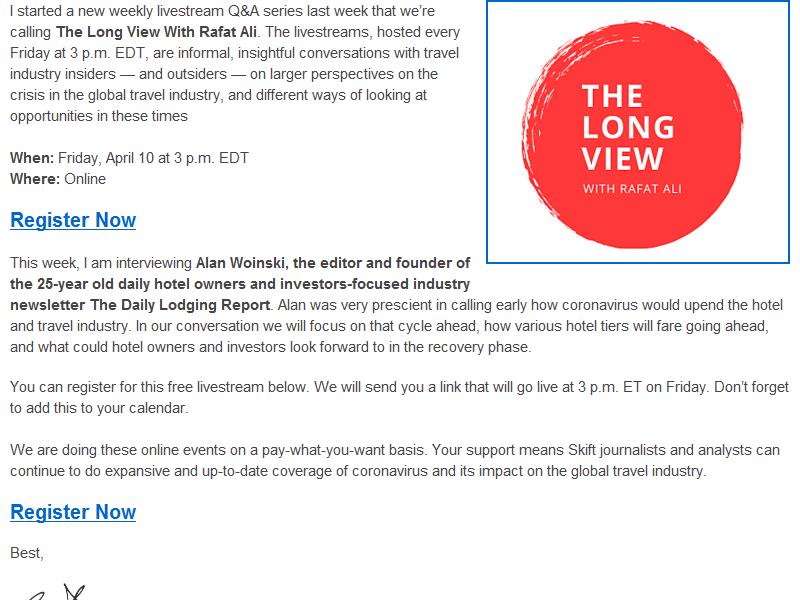 I started a new weekly livestream Q&A series last week that we’re
calling The Long View With Rafat Ali. The livestreams, hosted every
Friday at 3 p.m. EDT, are informal, insightful conversations with travel
industry insiders — and outsiders — on larger perspectives on the
crisis in the global travel industry, and different ways of looking at
opportunities in these times
THE
LONG
VIEW
WITH RAFAT ALI
When: Friday, April 10 at 3 p.m. EDT
Where: Online
Register Now
This week, I am interviewing Alan Woinski, the editor and founder of
the 25-year old daily hotel owners and investors-focused industry
newsletter The Daily Lodging Report. Alan was very prescient in calling early how coronavirus would upend the hotel
and travel industry. In our conversation we will focus on that cycle ahead, how various hotel tiers will fare going ahead,
and what could hotel owners and investors look forward to in the recovery phase.
You can register for this free livestream below. We will send you a link that will go live at 3 p.m. ET on Friday. Don’t forget
to add this to your calendar.
We are doing these online events on a pay-what-you-want basis. Your support means Skift journalists and analysts can
continue to do expansive and up-to-date coverage of coronavirus and its impact on the global travel industry.
Register Now
Best,